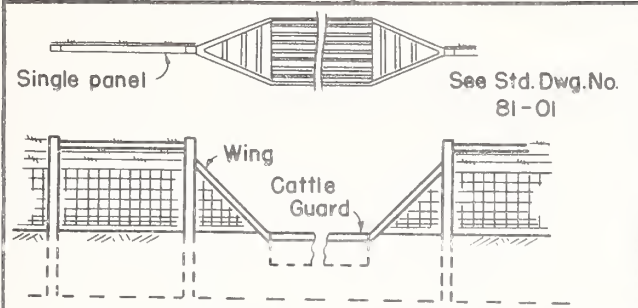 Single panel
See Std. Dwg. No.
81-01
Wing
Cattle
Guard